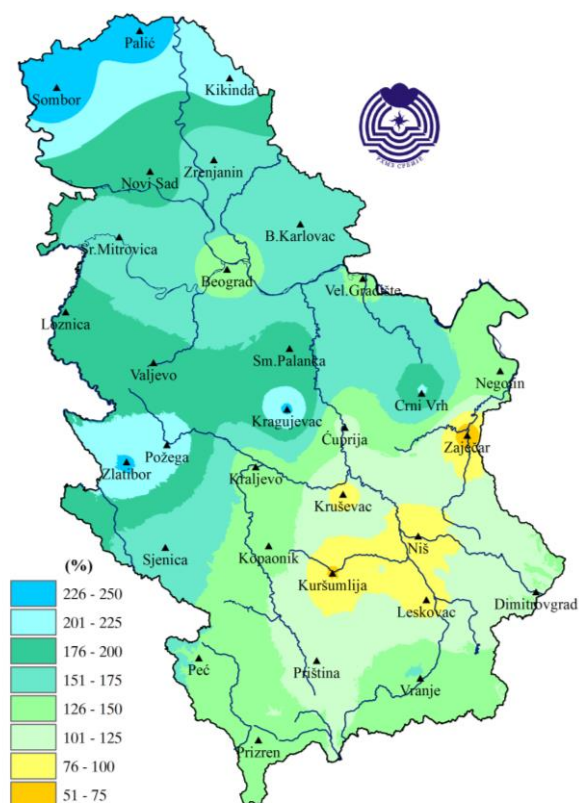 Palić
Kikinda
Sombor
Zrenjanin
Novi Sad
B.Karlovac
Sr.Mitrovica
Beograd
Vel.Gradište
Loznica
Sm.Palanka
Valjevo
Negotin
Crni Vrh
Kragujevac
Ćuprija
Zaječar
Požega
Zlatibor
Kraljevo
Kruševac
Niš
Sjenica
Kopaonik
Kuršumlija
Leskovac
Dimitrovgrad
Peć
Priština
Vranje
Prizren
(%)
226 - 250
201 - 225
176 - 200
151 - 175
126 - 150
101 - 125
76 - 100
51 - 75